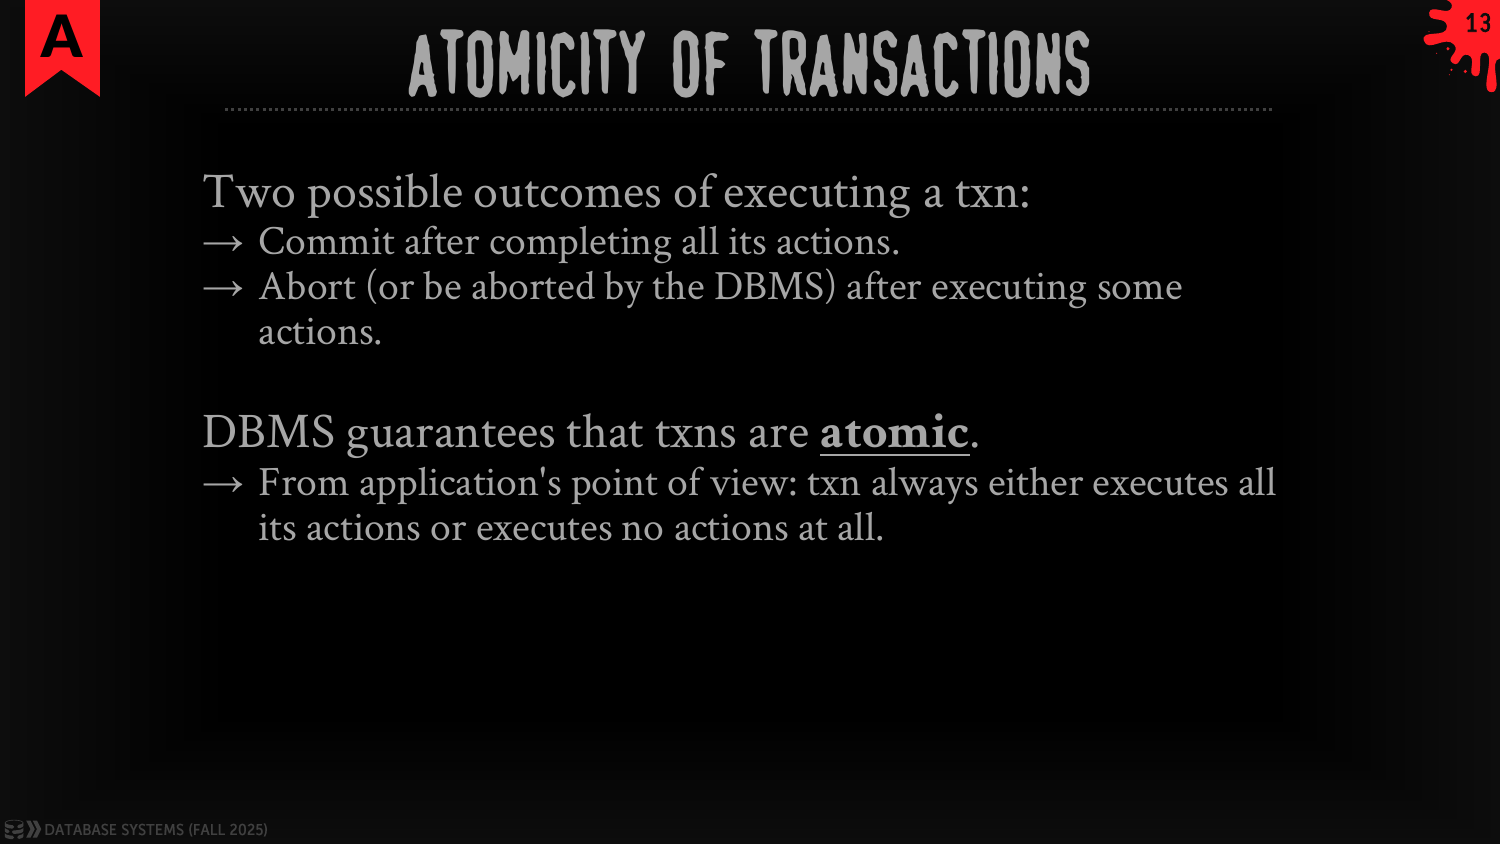 A
13
ATOMICITY OF TRANSACTIONS
Two possible outcomes of executing a txn:
→ Commit after completing all its actions.
→ Abort (or be aborted by the DBMS) after executing some
actions.
DBMS guarantees that txns are atomic.
→ From application's point of view: txn always either executes all
its actions or executes no actions at all.
DATABASE SYSTEMS (FALL 2025)